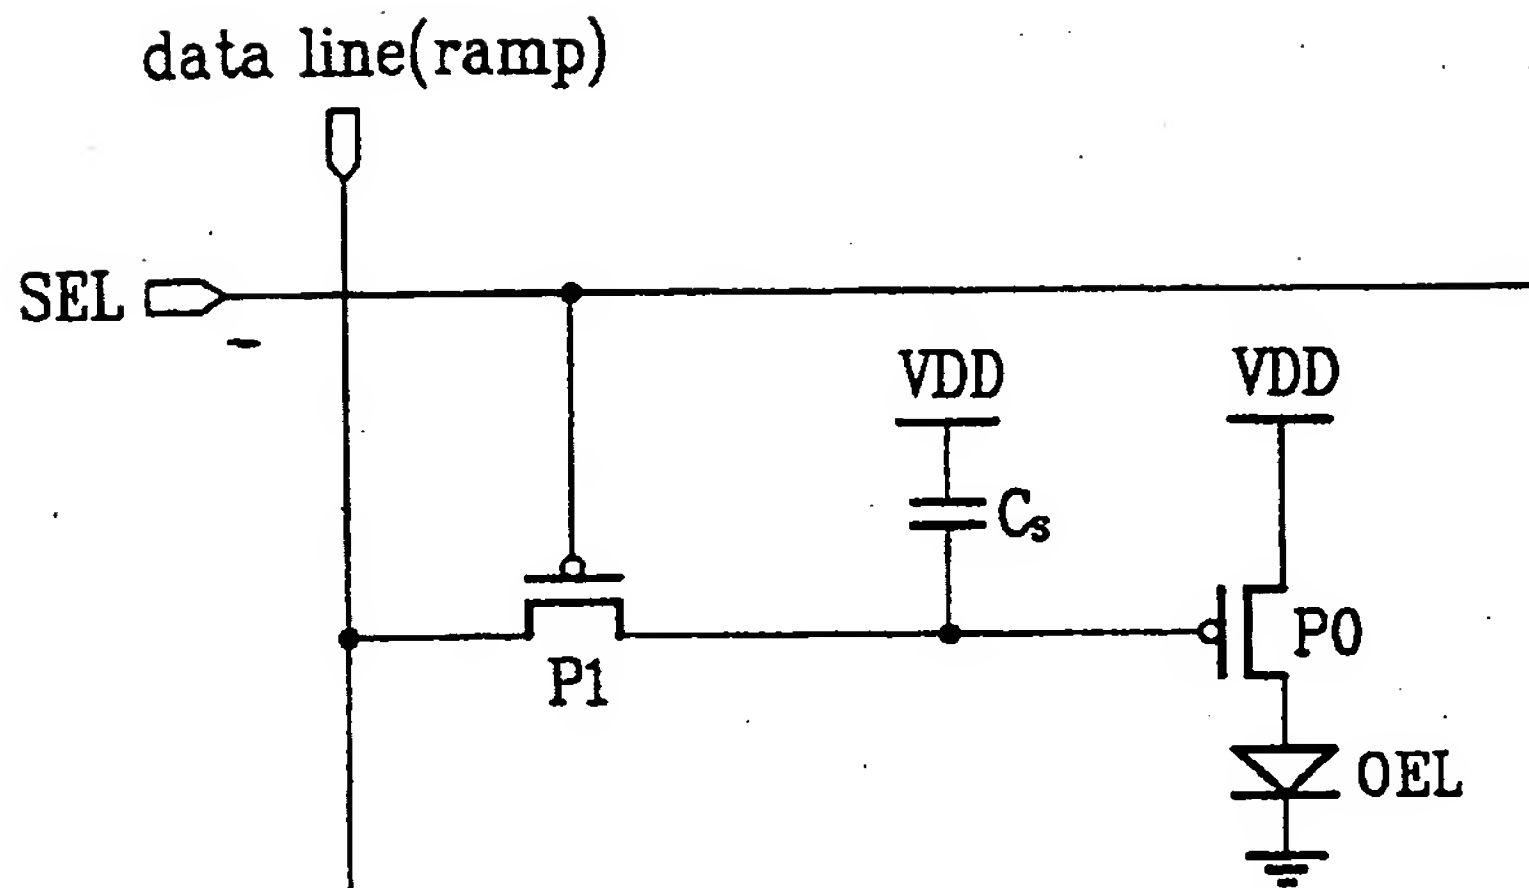 data line(ramp)
SEL
VDD
VDD
Cs
P0
P1
OEL